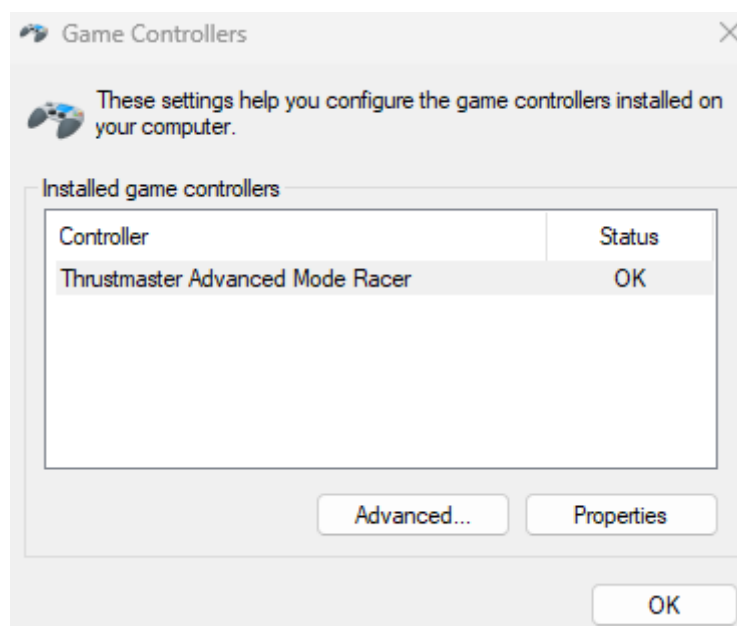 Game Controllers
These settings help you configure the game controllers installed on
your computer.
Installed game controllers
Controller Status
Thrustmaster Advanced Mode Racer OK
Advanced... Properties
OK